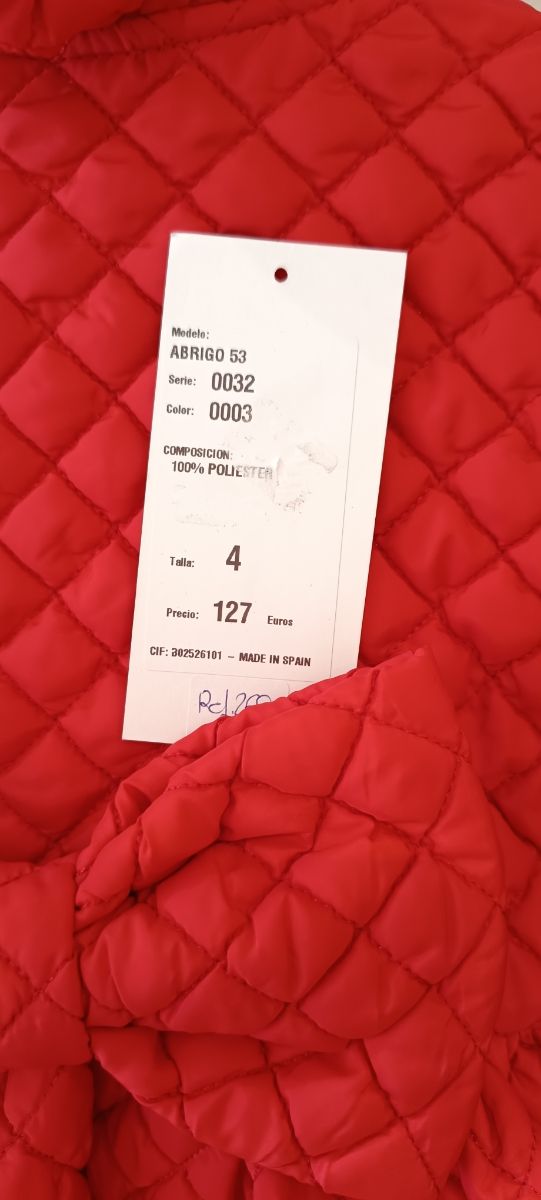 Modelo:
ABRIGO 53
Serie: 0032
Color: 0003
COMPOSICION:
100% POLIESTER
Talla: 4
Precio: 127 Euros
CIF: B02526101 – MADE IN SPAIN